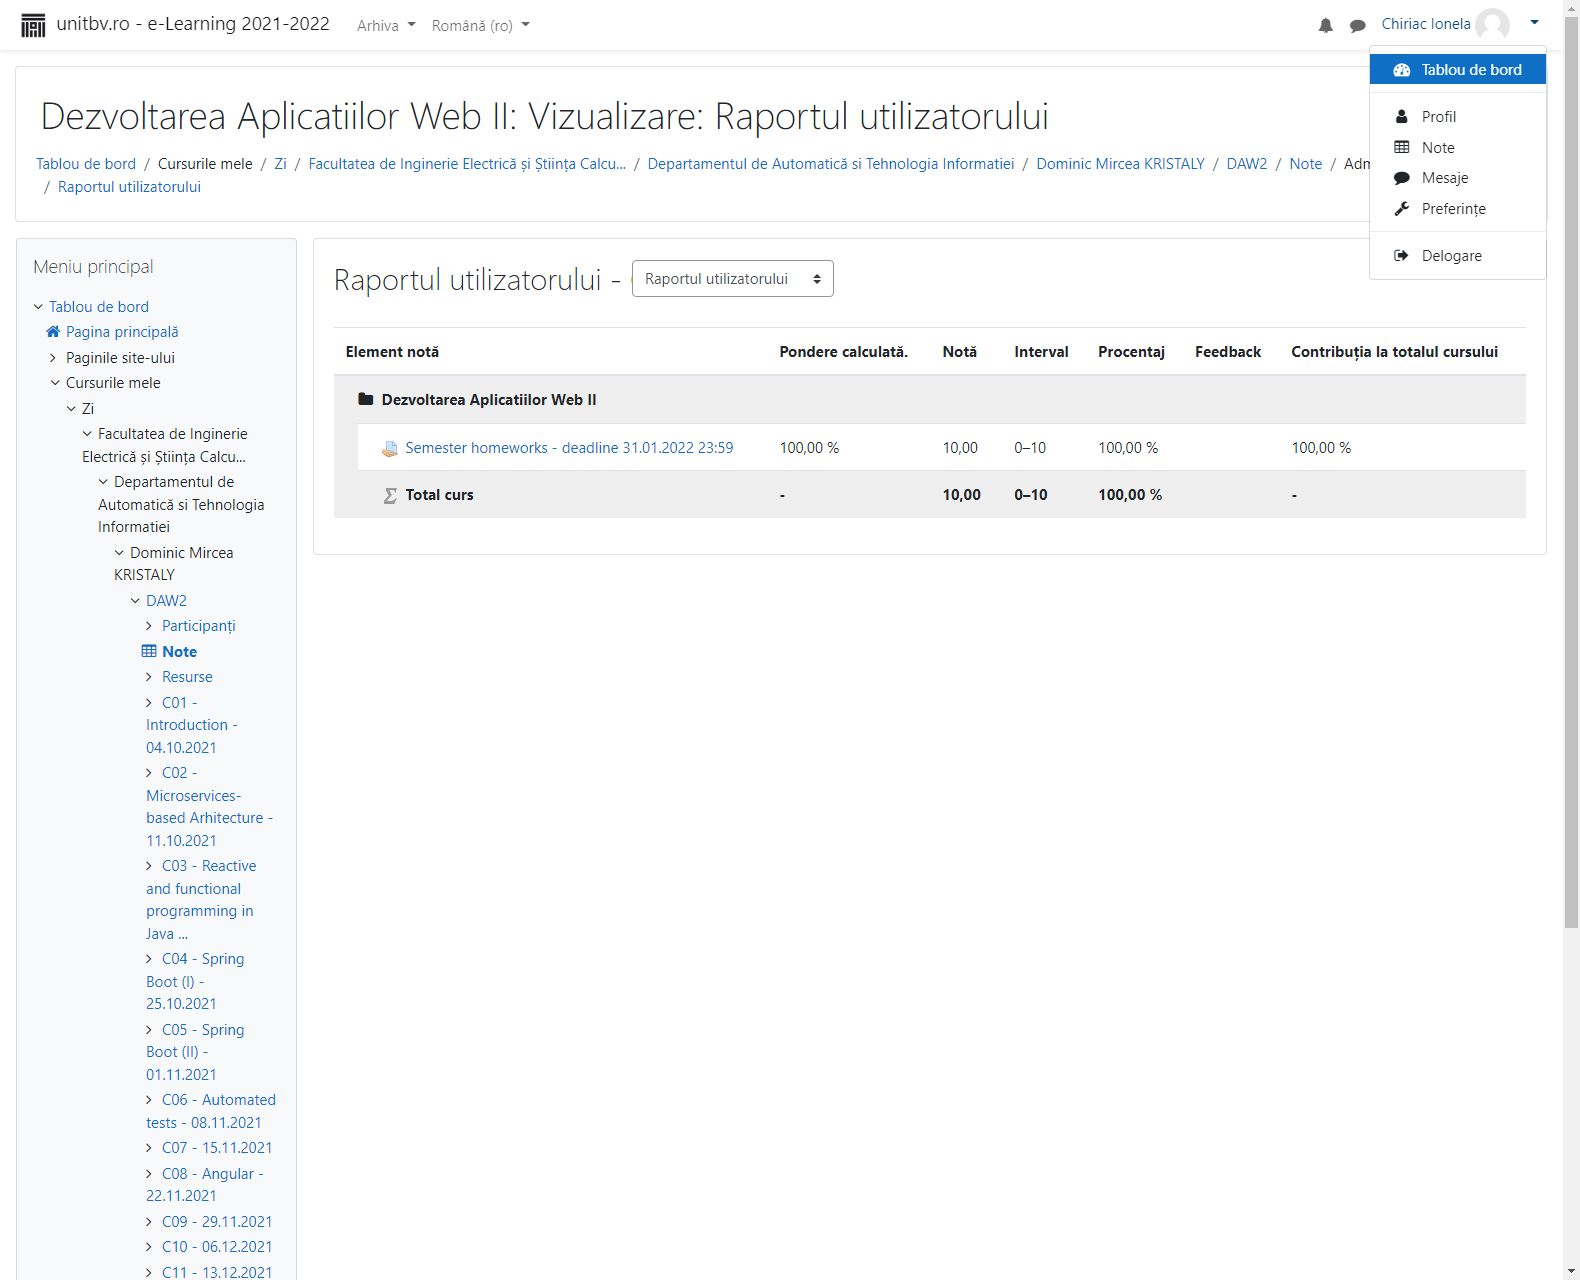 unitbv.ro - e-Learning 2021-2022
Arhiva
Română (ro)
Chiriac Ionela
Tablou de bord
Profil
Note
Mesaje
Preferințe
Delogare
Dezvoltarea Aplicatiilor Web II: Vizualizare: Raportul utilizatorului
Tablou de bord / Cursurile mele / Zi / Facultatea de Inginerie Electrică și Știința Calcu... / Departamentul de Automatică si Tehnologia Informatiei / Dominic Mircea KRISTALY / DAW2 / Note /
/ Raportul utilizatorului
Meniu principal
Tablou de bord
Pagina principală
Paginile site-ului
Cursurile mele
Zi
Facultatea de Inginerie
Electrică și Știința Calcu...
Departamentul de
Automatică si Tehnologia
Informatiei
Dominic Mircea
KRISTALY
DAW2
Participanți
Note
Resurse
C01 -
Introduction -
04.10.2021
C02 -
Microservices-
based Arhitecture -
11.10.2021
C03 - Reactive
and functional
programming in
Java ...
C04 - Spring
Boot (I) -
25.10.2021
C05 - Spring
Boot (II) -
01.11.2021
C06 - Automated
tests - 08.11.2021
C07 - 15.11.2021
C08 - Angular -
22.11.2021
C09 - 29.11.2021
C10 - 06.12.2021
C11 - 13.12.2021
Raportul utilizatorului -
Raportul utilizatorului
Element notă Pondere calculată. Notă Interval Procentaj Feedback Contribuția la totalul cursului
Dezvoltarea Aplicatiilor Web II
Semester homeworks - deadline 31.01.2022 23:59 100,00 % 10,00 0–10 100,00 % 100,00 %
Total curs - 10,00 0–10 100,00 % -